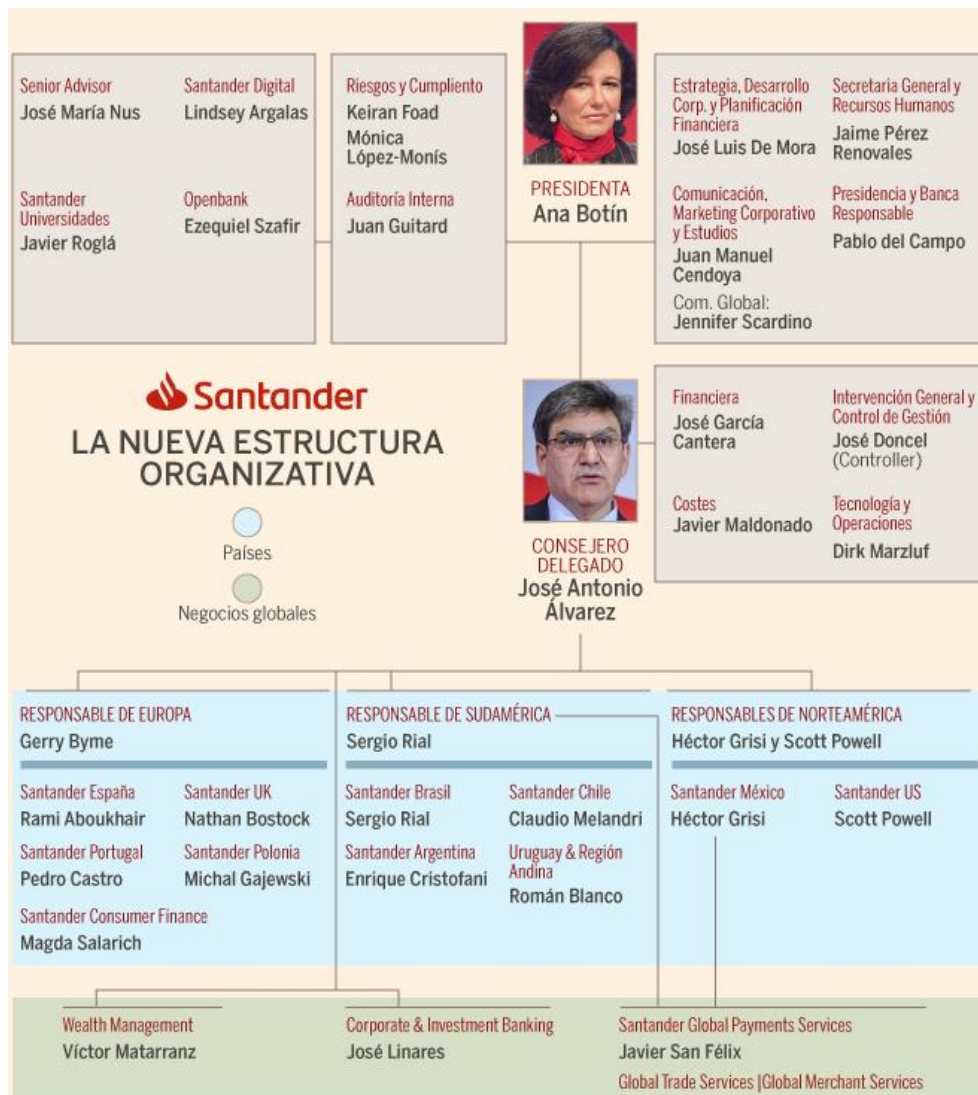 Senior Advisor
José María Nus
Santander Digital
Lindsey Argalas
Santander
Universidades
Javier Roglá
Openbank
Ezequiel Szafir
Riesgos y Cumpliento
Keiran Foad
Mónica
López-Monís
Auditoría Interna
Juan Guitard
PRESIDENTA
Ana Botín
Estrategia, Desarrollo
Corp. y Planificación
Financiera
José Luis De Mora
Secretaria General y
Recursos Humanos
Jaime Pérez
Renovales
Comunicación,
Marketing Corporativo
y Estudios
Juan Manuel
Cendoya
Com. Global:
Jennifer Scardino
Presidencia y Banca
Responsable
Pablo del Campo
Santander
LA NUEVA ESTRUCTURA
ORGANIZATIVA
Países
Negocios globales
CONSEJERO
DELEGADO
José Antonio
Álvarez
Financiera
José García
Cantera
Intervención General y
Control de Gestión
José Doncel
(Controller)
Costes
Javier Maldonado
Tecnología y
Operaciones
Dirk Marzluf
RESPONSABLE DE EUROPA
Gerry Byme
Santander España
Rami Aboukhair
Santander UK
Nathan Bostock
Santander Portugal
Pedro Castro
Santander Polonia
Michal Gajewski
Santander Consumer Finance
Magda Salarich
RESPONSABLE DE SUDAMÉRICA
Sergio Rial
Santander Brasil
Sergio Rial
Santander Chile
Claudio Melandri
Santander Argentina
Enrique Cristofani
Uruguay & Región
Andina
Román Blanco
RESPONSABLES DE NORTEAMÉRICA
Héctor Grisi y Scott Powell
Santander México
Héctor Grisi
Santander US
Scott Powell
Wealth Management
Víctor Matarranz
Corporate & Investment Banking
José Linares
Santander Global Payments Services
Javier San Félix
Global Trade Services |Global Merchant Services